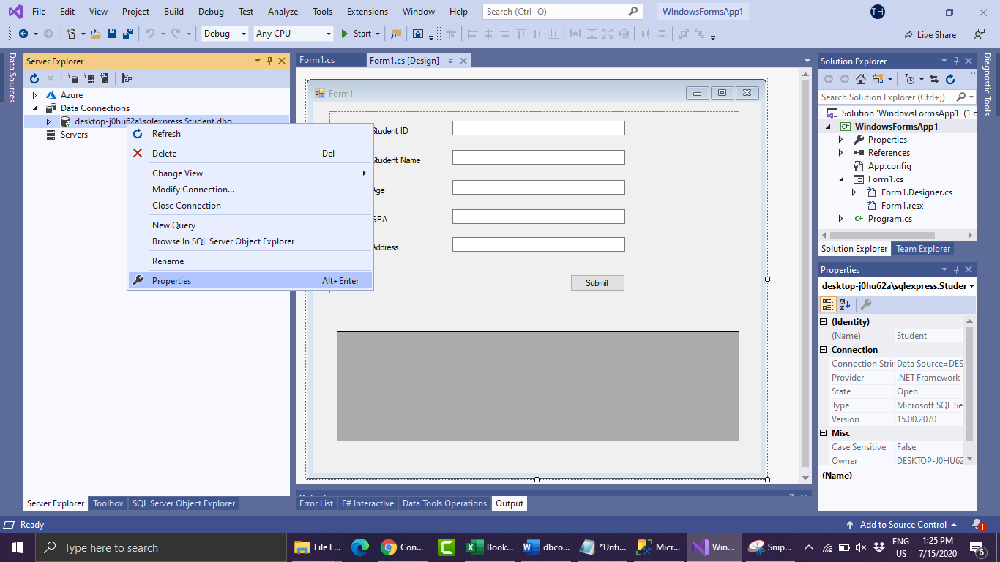 File Edit View Project Build Debug Test Analyze Tools Extensions Window Help Search (Ctrl+Q) WindowsFormsApp1 TH
Debug Any CPU Start Live Share
Data Sources
Server Explorer
Azure
Data Connections
desktop-j0hu62a\sqlexpress.Student.dbo
Servers
Refresh
Delete Del
Change View
Modify Connection...
Close Connection
New Query
Browse In SQL Server Object Explorer
Rename
Properties Alt+Enter
Server Explorer Toolbox SQL Server Object Explorer
Form1.cs Form1.cs [Design]
Form1
Student ID
Student Name
Age
GPA
Address
Submit
Error List F# Interactive Data Tools Operations Output
Solution Explorer
Search Solution Explorer (Ctrl+;)
Solution 'WindowsFormsApp1' (1 c
C# WindowsFormsApp1
Properties
References
App.config
Form1.cs
Form1.Designer.cs
Form1.resx
C# Program.cs
Solution Explorer Team Explorer
Diagnostic Tools
Properties
desktop-j0hu62a\sqlexpress.Studer
(Identity)
(Name) Student
Connection
Connection Stri Data Source=DES
Provider .NET Framework
State Open
Type Microsoft SQL Se
Version 15.00.2070
Misc
Case Sensitive False
Owner DESKTOP-J0HU62
(Name)
Ready Add to Source Control 1
Type here to search File E... Con... Book... dbco... *Unti... Micr... Win... Snip... ENG 1:25 PM
US 7/15/2020 6